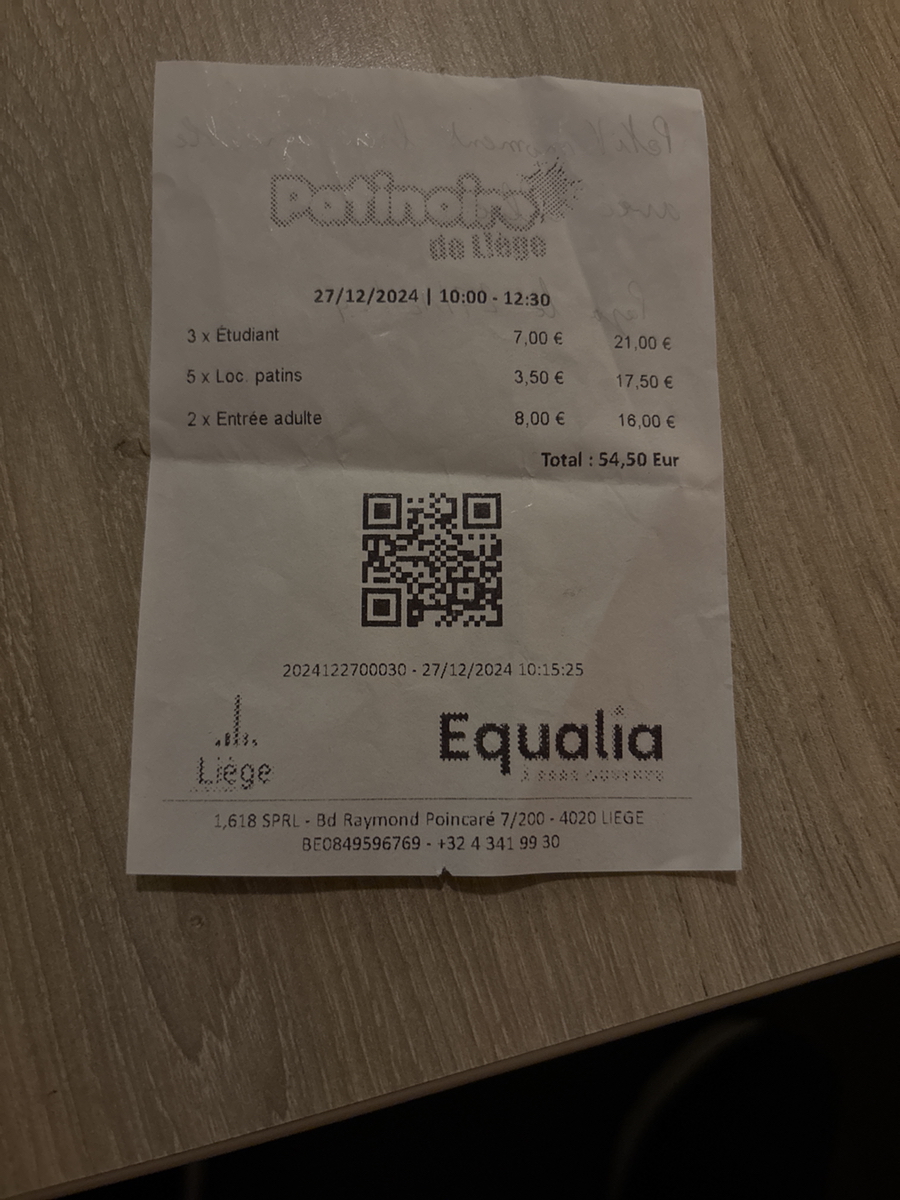 Patinoire
de Liège
27/12/2024 | 10:00 - 12:30
3 x Étudiant 7,00 € 21,00 €
5 x Loc. patins 3,50 € 17,50 €
2 x Entrée adulte 8,00 € 16,00 €
Total : 54,50 Eur
2024122700030 - 27/12/2024 10:15:25
Liège
Equalia
1,618 SPRL - Bd Raymond Poincaré 7/200 - 4020 LIEGE
BE0849596769 - +32 4 341 99 30